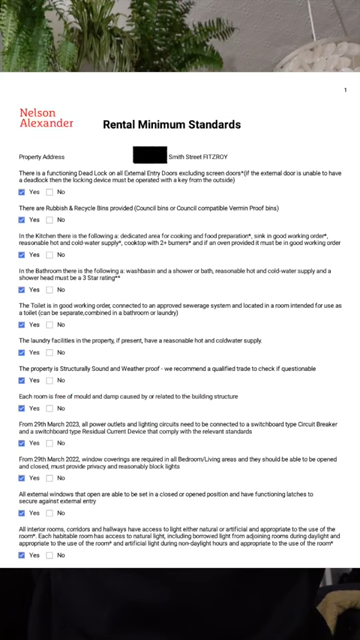 1
Nelson
Alexander
Rental Minimum Standards
Property Address
Smith Street FITZROY
There is a functioning Dead Lock on all External Entry Doors excluding screen doors*(if the external door is unable to have
a deadlock then the locking device must be operated with a key from the outside)
Yes No
There are Rubbish & Recycle Bins provided (Council bins or Council compatible Vermin Proof bins)
Yes No
In the Kitchen there is the following a: dedicated area for cooking and food preparation*, sink in good working order*,
reasonable hot and cold-water supply*, cooktop with 2+ burners* and if an oven provided it must be in good working order
Yes No
In the Bathroom there is the following a: washbasin and a shower or bath, reasonable hot and cold-water supply and a
shower head must be a 3 Star rating**
Yes No
The Toilet is in good working order, connected to an approved sewerage system and located in a room intended for use as
a toilet (can be separate,combined in a bathroom or laundry)
Yes No
The laundry facilities in the property, if present, have a reasonable hot and coldwater supply.
Yes No
The property is Structurally Sound and Weather proof - we recommend a qualified trade to check if questionable
Yes No
Each room is free of mould and damp caused by or related to the building structure
Yes No
From 29th March 2023, all power outlets and lighting circuits need to be connected to a switchboard type Circuit Breaker
and a switchboard type Residual Current Device that comply with the relevant standards
Yes No
From 29th March 2022, window coverings are required in all Bedroom/Living areas and they should be able to be opened
and closed, must provide privacy and reasonably block lights
Yes No
All external windows that open are able to be set in a closed or opened position and have functioning latches to
secure against external entry
Yes No
All interior rooms, corridors and hallways have access to light either natural or artificial and appropriate to the use of the
room*. Each habitable room has access to natural light, including borrowed light from adjoining rooms during daylight and
appropriate to the use of the room* and artificial light during non-daylight hours and appropriate to the use of the room*
Yes No